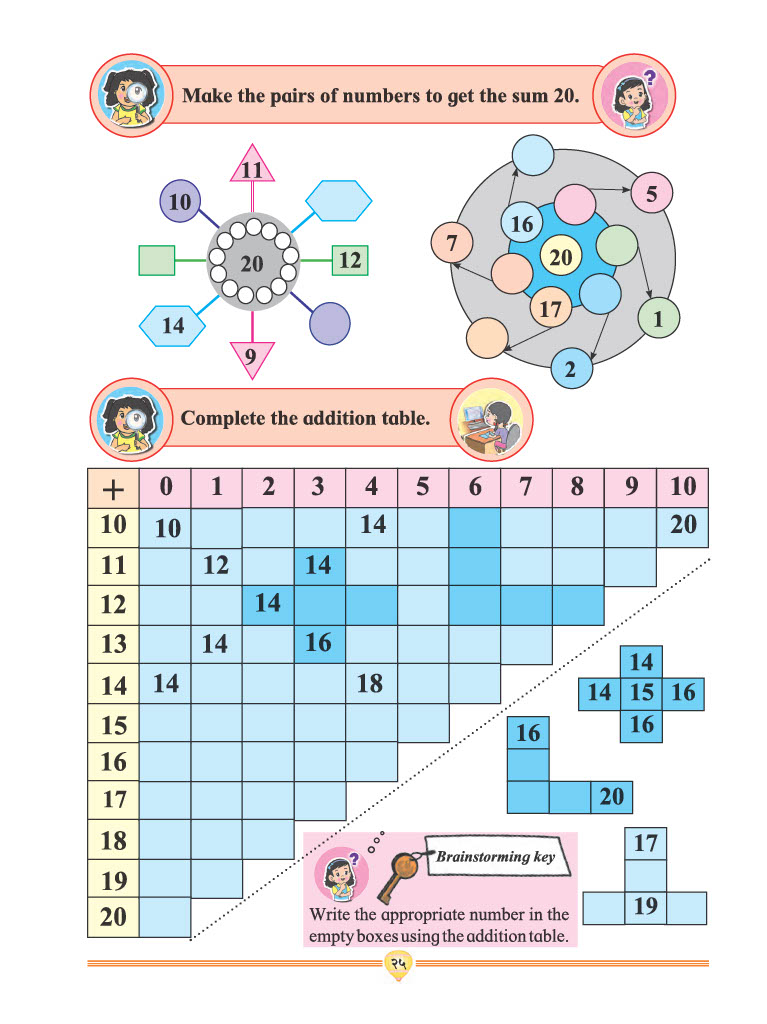 Make the pairs of numbers to get the sum 20.
?
11
10
20
12
14
9
5
16
7
20
17
1
2
Complete the addition table.
+ 0 1 2 3 4 5 6 7 8 9 10
10 10 14 20
11 12 14
12 14
13 14 16
14 14 18
15
16
17
18
19
20
14
14 15 16
16
16
20
17
19
?
Brainstorming key
Write the appropriate number in the
empty boxes using the addition table.
२५